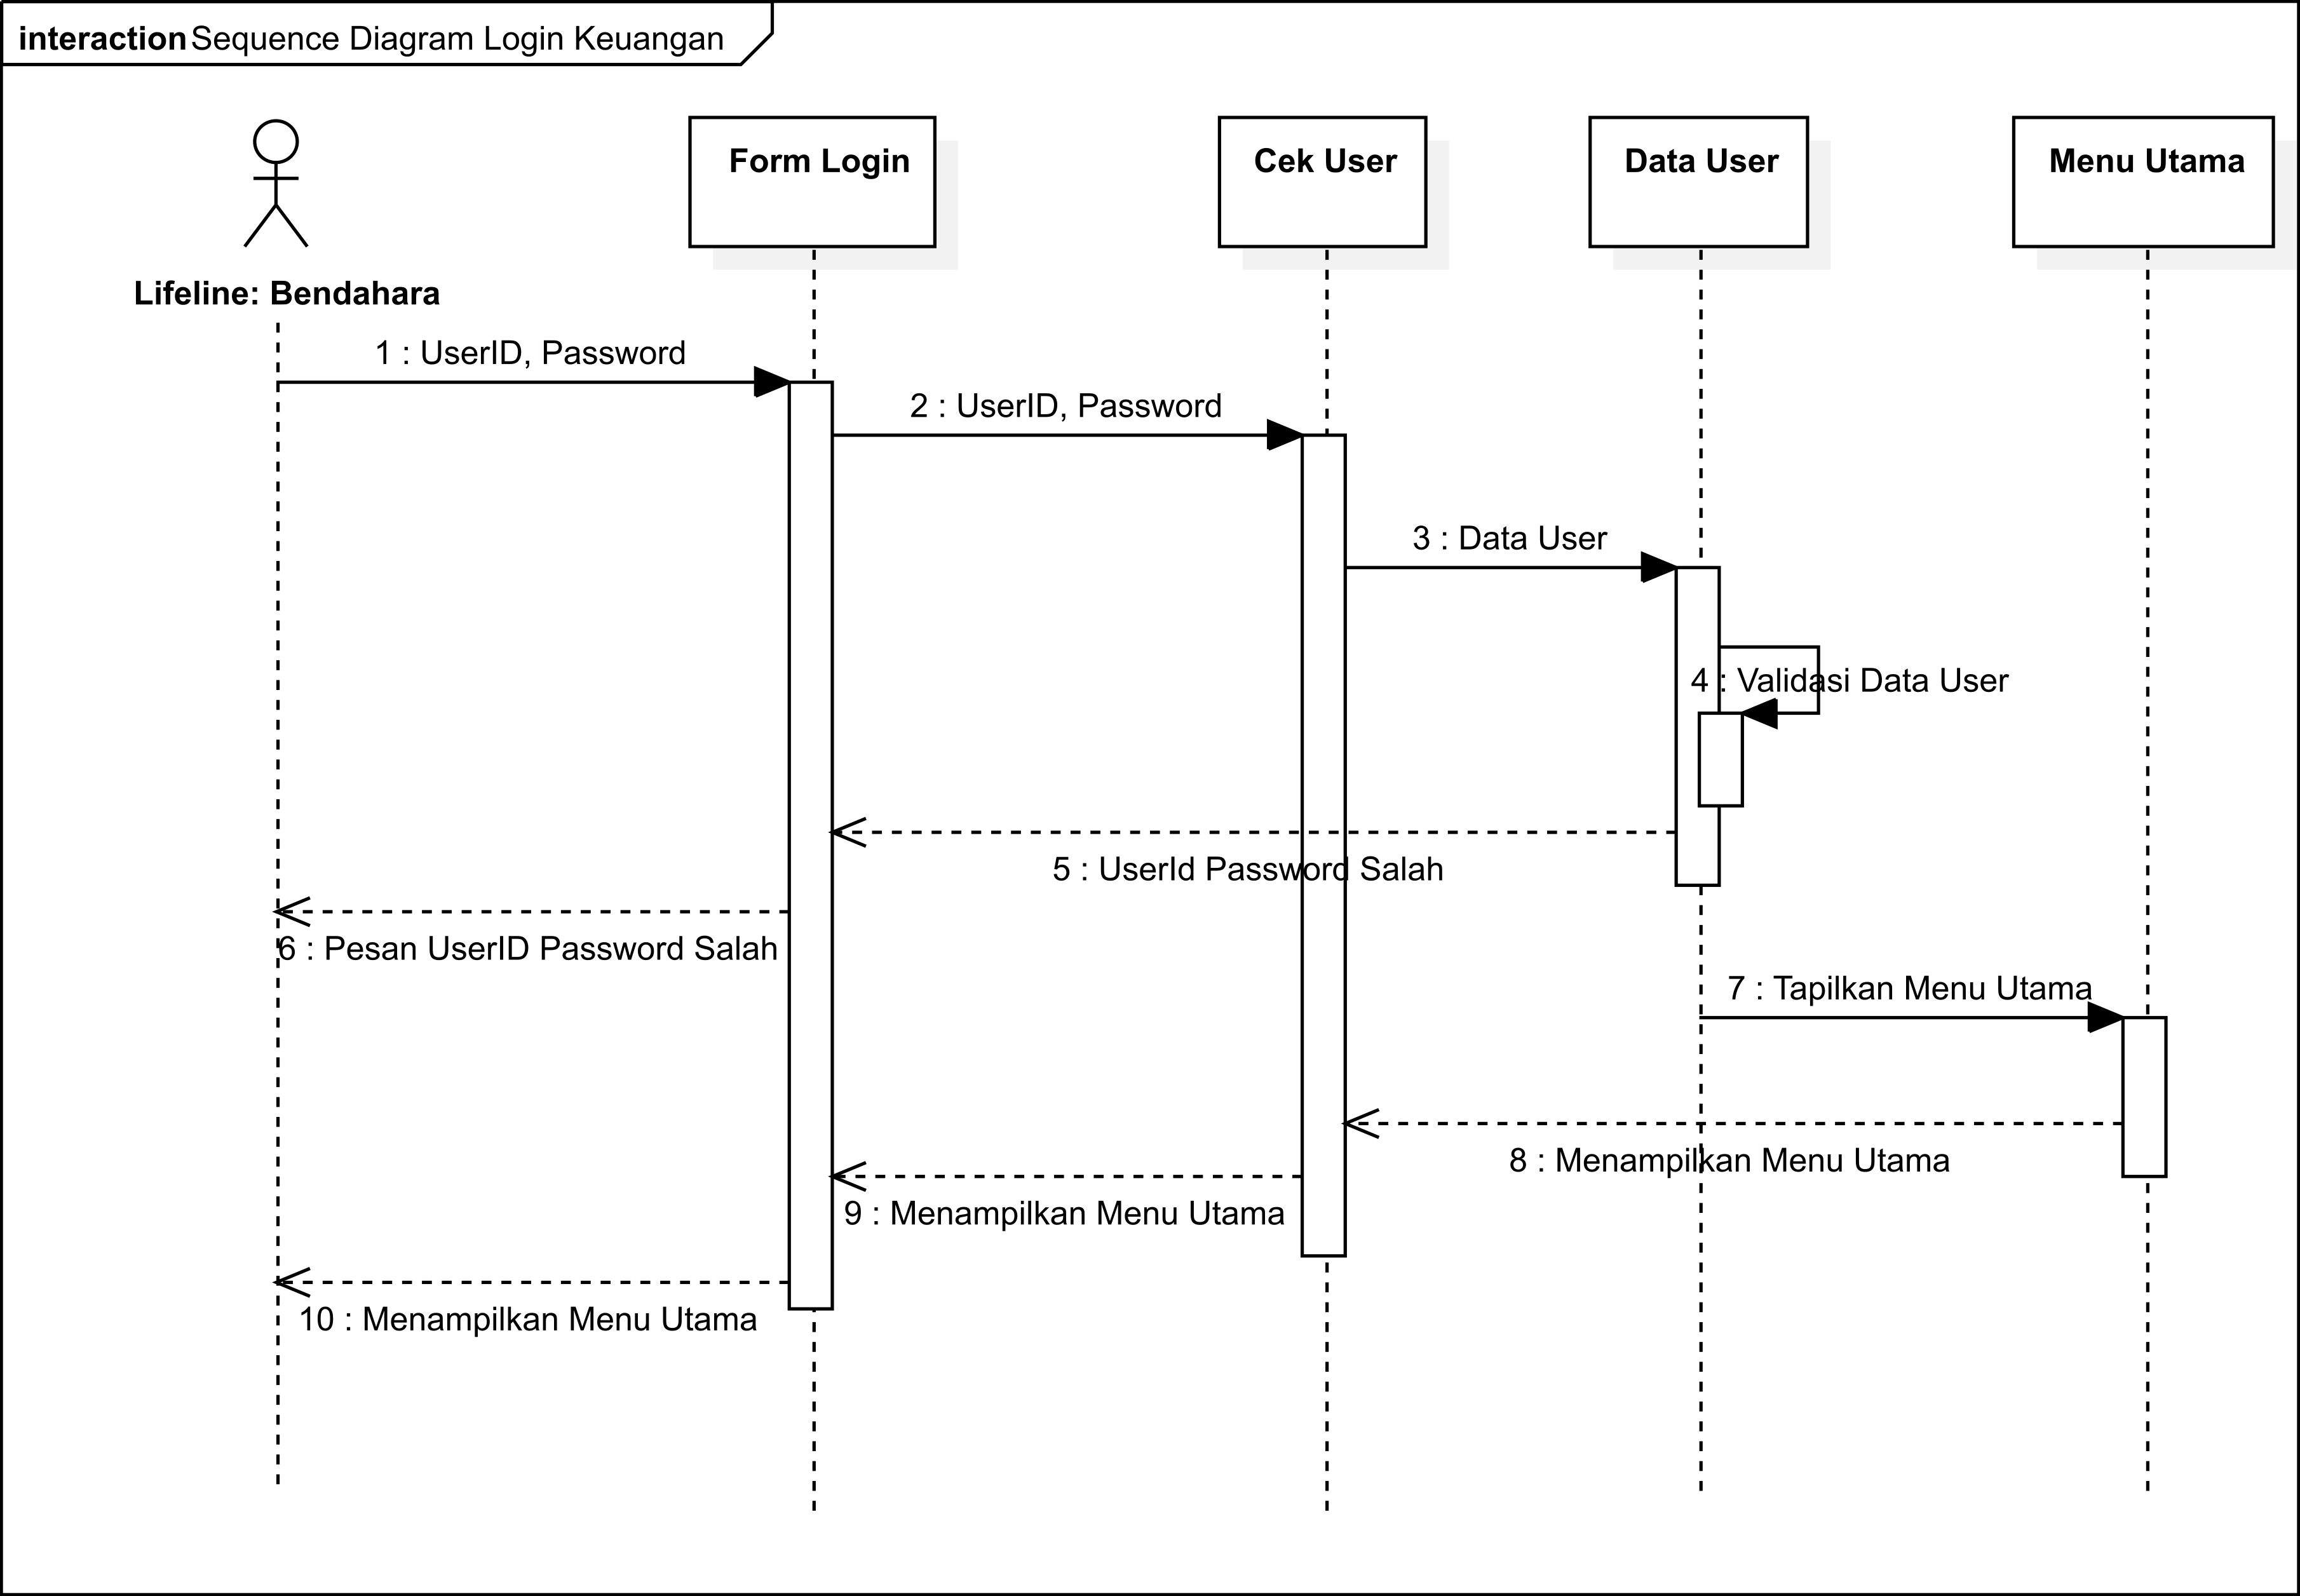 interaction Sequence Diagram Login Keuangan
Form Login
Cek User
Data User
Menu Utama
Lifeline: Bendahara
1 : UserID, Password
2 : UserID, Password
3 : Data User
4 : Validasi Data User
5 : UserId Password Salah
6 : Pesan UserID Password Salah
7 : Tapilkan Menu Utama
8 : Menampilkan Menu Utama
9 : Menampilkan Menu Utama
10 : Menampilkan Menu Utama